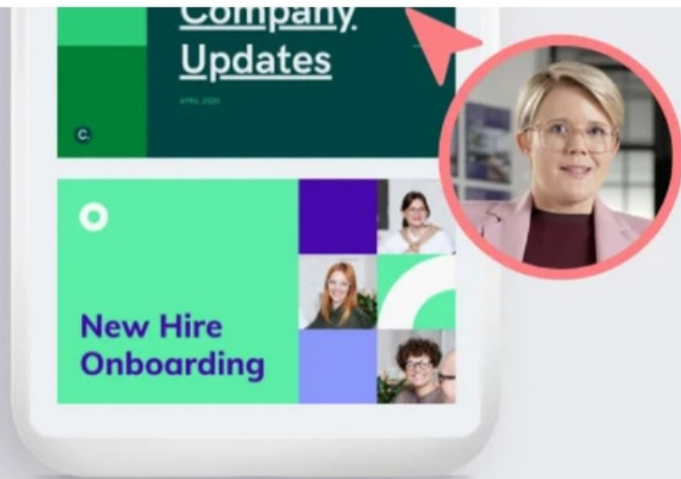 Company
Updates
APRIL 2020
C.
New Hire
Onboarding